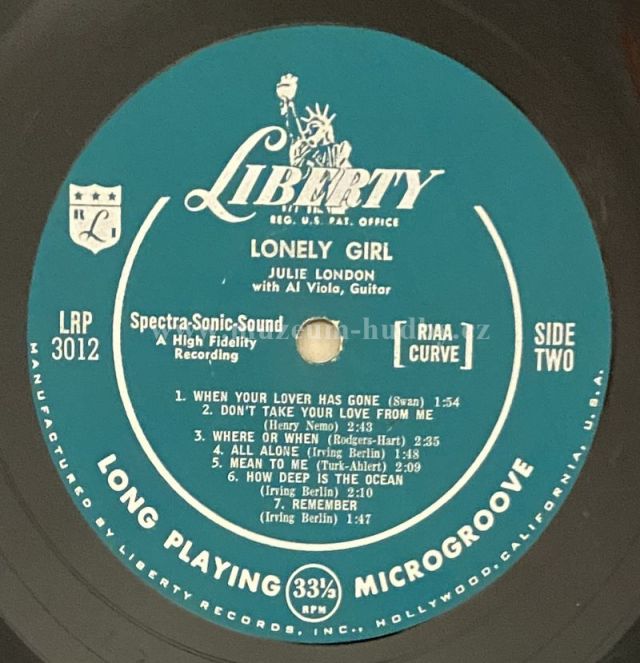 LIBERTY
REG. U.S. PAT. OFFICE
LONELY GIRL
JULIE LONDON
with Al Viola, Guitar
LRP
3012
Spectra-Sonic-Sound
A High Fidelity
Recording
[RIAA
CURVE]
SIDE
TWO
1. WHEN YOUR LOVER HAS GONE (Swan) 1:54
2. DON'T TAKE YOUR LOVE FROM ME
(Henry Nemo) 2:43
3. WHERE OR WHEN (Rodgers-Hart) 2:35
4. ALL ALONE (Irving Berlin) 1:48
5. MEAN TO ME (Turk-Ahlert) 2:09
6. HOW DEEP IS THE OCEAN
(Irving Berlin) 2:10
7. REMEMBER
(Irving Berlin) 1:47
LONG PLAYING 33⅓ RPM MICROGROOVE
MANUFACTURED BY LIBERTY RECORDS, INC., HOLLYWOOD, CALIFORNIA, U.S.A.